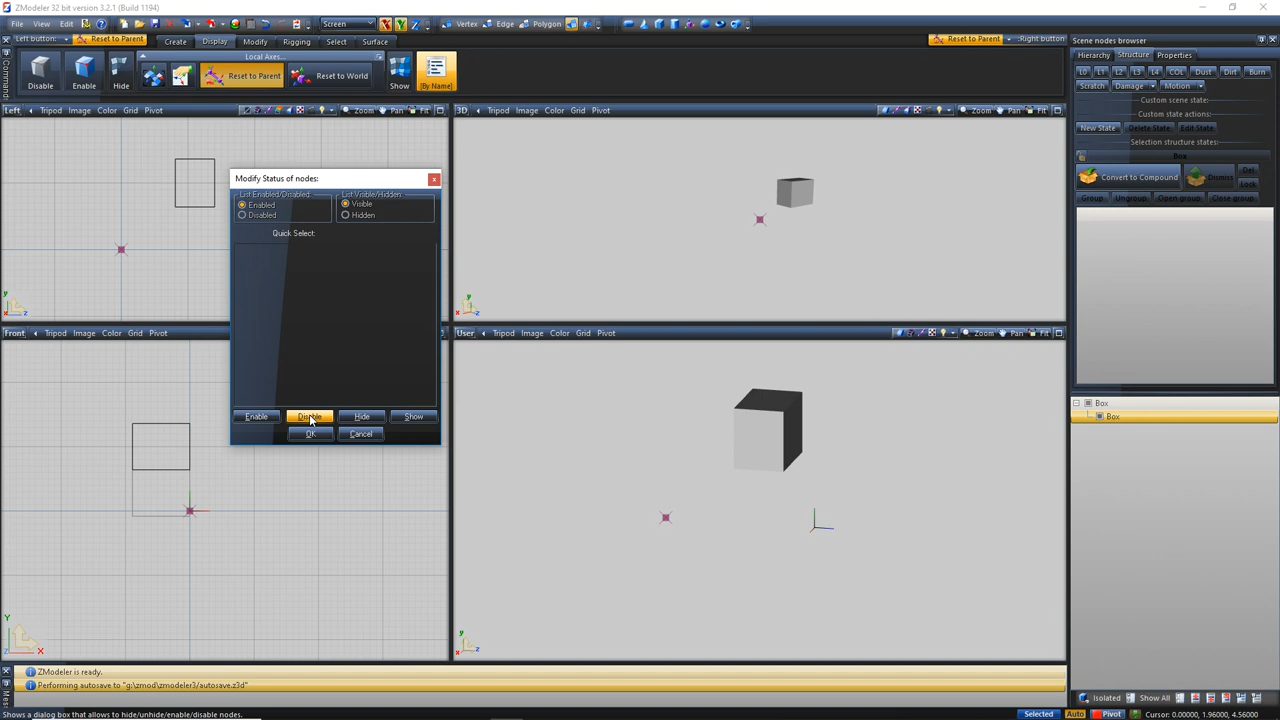 ZModeler 32 bit version 3.2.1 (Build 1194)
File View Edit
Screen X Y Z
Vertex Edge Polygon
Left button: Reset to Parent
Create Display Modify Rigging Select Surface
Reset to Parent :Right button
Local Axes...
Disable Enable Hide Reset to Parent Reset to World Show [By Name]
Left Tripod Image Color Grid Pivot Zoom Pan Fit
3D Tripod Image Color Grid Pivot Zoom Pan Fit
Modify Status of nodes:
List Enabled/Disabled:
Enabled
Disabled
List Visible/Hidden:
Visible
Hidden
Quick Select:
Enable Disable Hide Show
OK Cancel
Front Tripod Image Color Grid Pivot
User Tripod Image Color Grid Pivot Zoom Pan Fit
Scene nodes browser
Hierarchy Structure Properties
L0 L1 L2 L3 L4 COL Dust Dirt Burn
Scratch Damage Motion
Custom scene state:
Custom state actions:
New State Delete State Edit State
Selection structure states:
Box
Convert to Compound Dismiss Del
Lock
Group Ungroup Open group Close group
Box
Box
Isolated Show All
ZModeler is ready.
Performing autosave to "g:\zmod\zmodeler3/autosave.z3d"
Shows a dialog box that allows to hide/unhide/enable/disable nodes.
Selected Auto Pivot Cursor: 0.00000, 1.96000, 4.56000